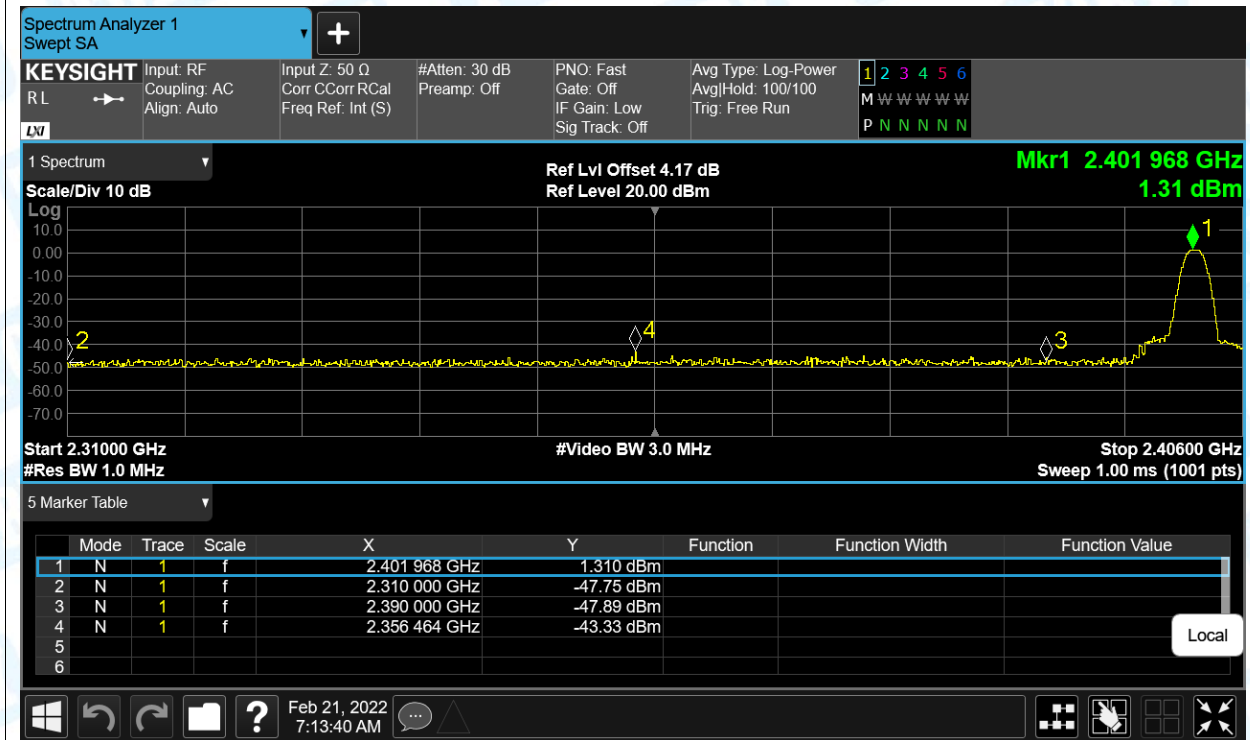 Spectrum Analyzer 1
Swept SA
+
KEYSIGHT
R L
LXI
Input: RF
Coupling: AC
Align: Auto
Input Z: 50 Ω
Corr CCorr RCal
Freq Ref: Int (S)
#Atten: 30 dB
Preamp: Off
PNO: Fast
Gate: Off
IF Gain: Low
Sig Track: Off
Avg Type: Log-Power
Avg|Hold: 100/100
Trig: Free Run
1 2 3 4 5 6
M W W W W W
P N N N N N
1 Spectrum
Scale/Div 10 dB
Ref Lvl Offset 4.17 dB
Ref Level 20.00 dBm
Mkr1 2.401 968 GHz
1.31 dBm
Log
10.0
0.00
-10.0
-20.0
-30.0
-40.0
-50.0
-60.0
-70.0
1
2
4
3
Start 2.31000 GHz
#Res BW 1.0 MHz
#Video BW 3.0 MHz
Stop 2.40600 GHz
Sweep 1.00 ms (1001 pts)
5 Marker Table
Mode Trace Scale X Y Function Function Width Function Value
1 N 1 f 2.401 968 GHz 1.310 dBm
2 N 1 f 2.310 000 GHz -47.75 dBm
3 N 1 f 2.390 000 GHz -47.89 dBm
4 N 1 f 2.356 464 GHz -43.33 dBm
5
6
Local
?
Feb 21, 2022
7:13:40 AM